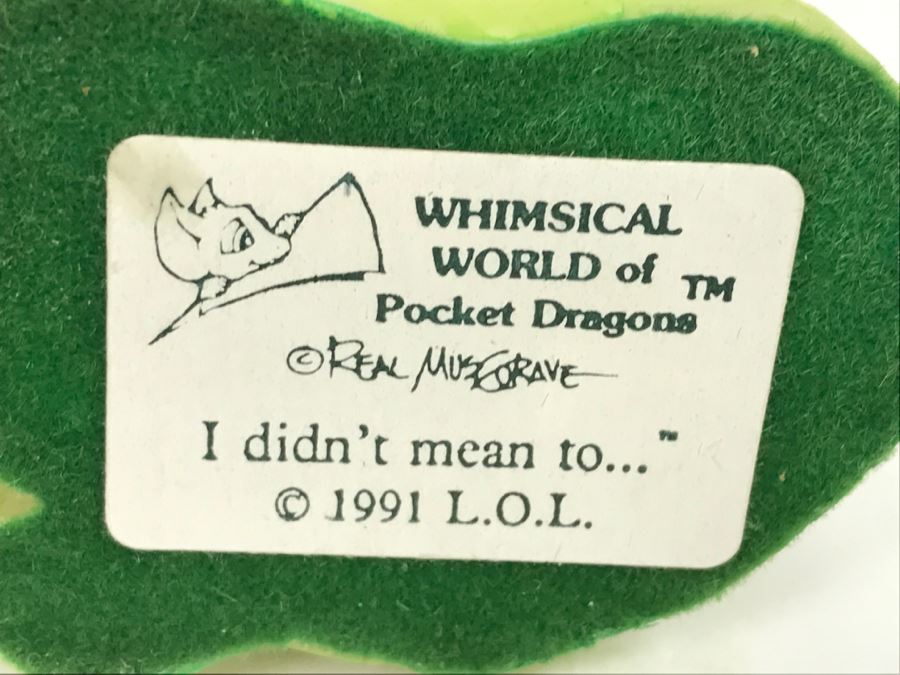 WHIMSICAL
WORLD of ™
Pocket Dragons
© REAL MUSGRAVE
I didn't mean to...™
© 1991 L.O.L.